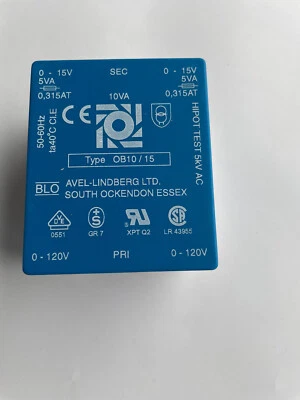 0 - 15V SEC 0 - 15V
5VA 10VA 5VA
0,315AT 0,315AT
50-60Hz
ta40°C CLE
CE
HIPOT TEST 5kV AC
Type OB10 / 15
BLO AVEL-LINDBERG LTD.
SOUTH OCKENDON ESSEX
0551 GR 7 XPT Q2 LR 43955
0 - 120V PRI 0 - 120V